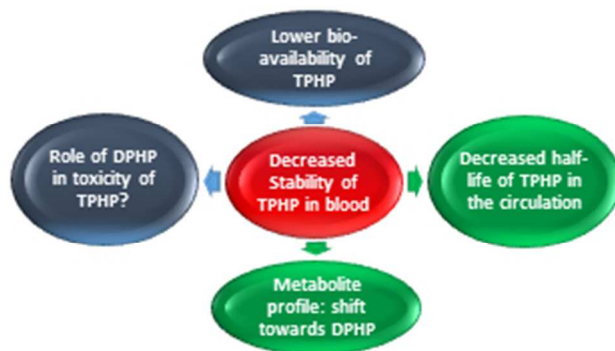 Lower bio-
availability of
TPHP
Role of DPHP
in toxicity of
TPHP?
Decreased
Stability of
TPHP in blood
Decreased half-
life of TPHP in
the circulation
Metabolite
profile: shift
towards DPHP